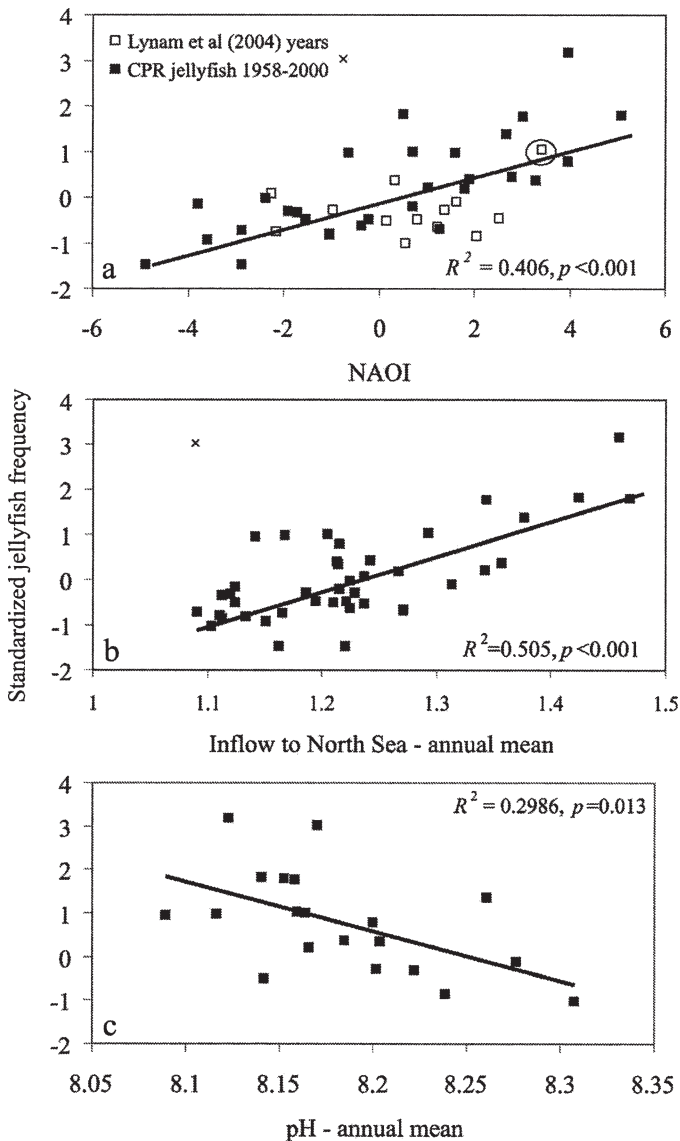 4
□ Lynam et al (2004) years
×
3
■ CPR jellyfish 1958-2000
2
1
0
-1
a
R² = 0.406, p <0.001
-2
-6 -4 -2 0 2 4 6
NAOI
Standardized jellyfish frequency
4
3
×
2
1
0
-1
b
R²=0.505, p <0.001
-2
1 1.1 1.2 1.3 1.4 1.5
Inflow to North Sea - annual mean
4
R² = 0.2986, p=0.013
3
2
1
0
-1
c
-2
8.05 8.1 8.15 8.2 8.25 8.3 8.35
pH - annual mean